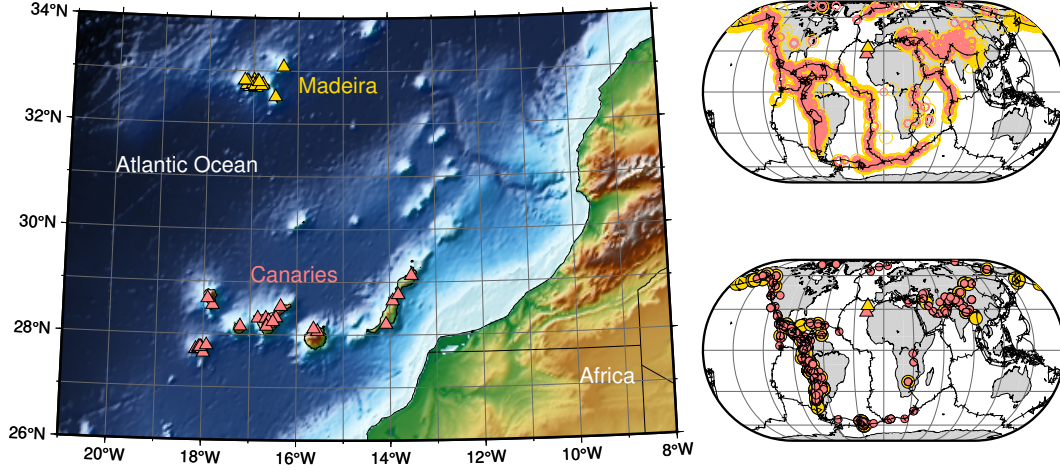 34°N
32°N
30°N
28°N
26°N
Madeira
Atlantic Ocean
Canaries
Africa
20°W
18°W
16°W
14°W
12°W
10°W
8°W